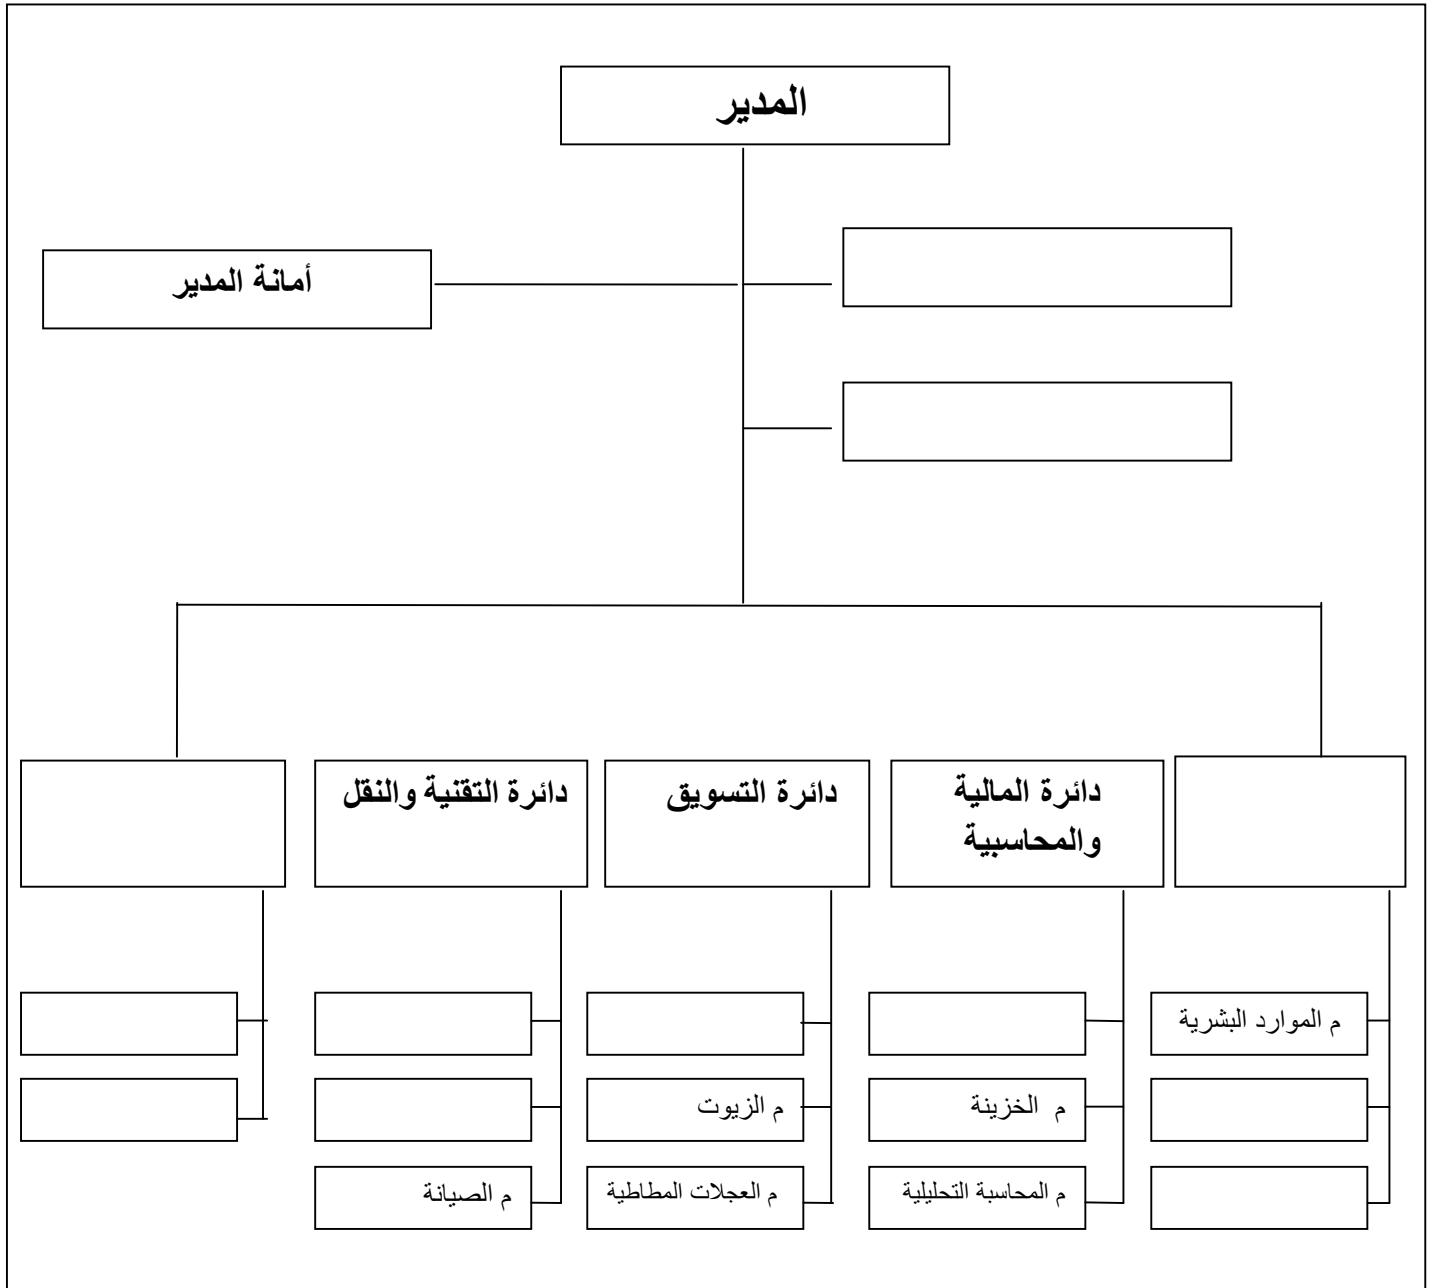 المدير
أمانة المدير
دائرة المالية
والمحاسبية
دائرة التسويق
دائرة التقنية والنقل
م الموارد البشرية
م الخزينة
م الزيوت
م المحاسبة التحليلية
م العجلات المطاطية
م الصيانة